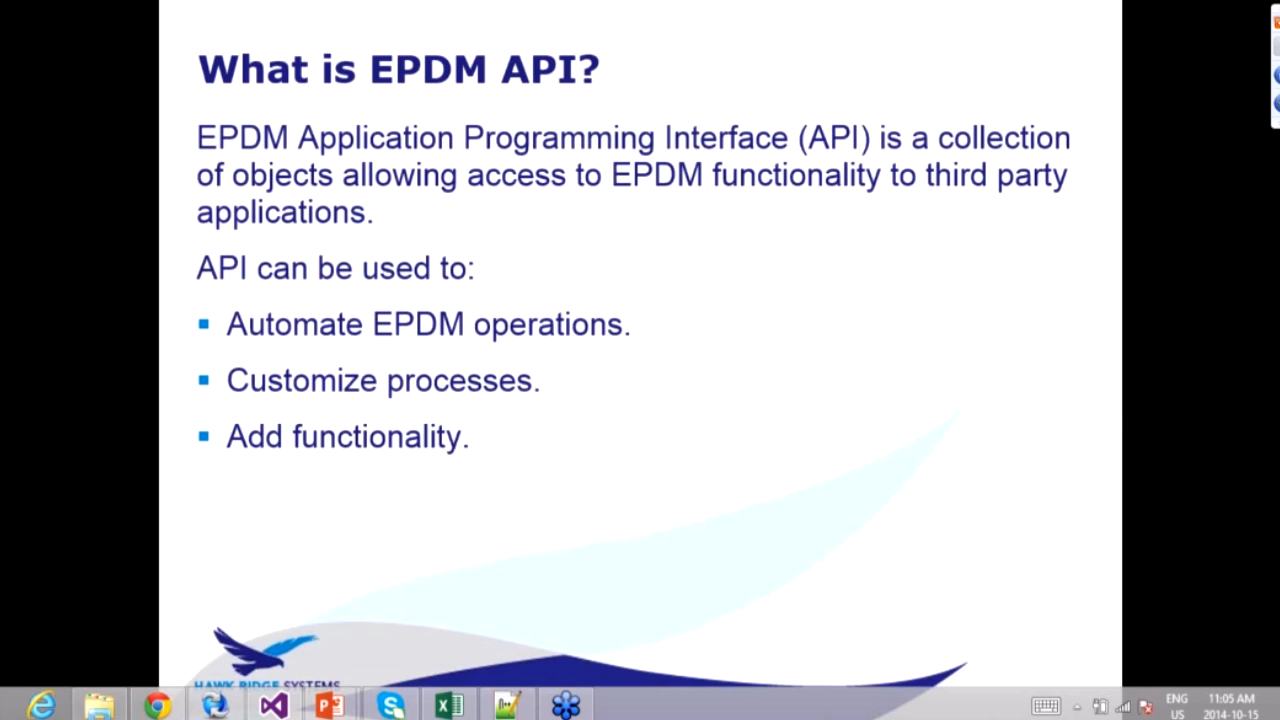 What is EPDM API?
EPDM Application Programming Interface (API) is a collection
of objects allowing access to EPDM functionality to third party
applications.
API can be used to:
▪ Automate EPDM operations.
▪ Customize processes.
▪ Add functionality.
HAWK RIDGE SYSTEMS
ENG
US
11:05 AM
2014-10-15